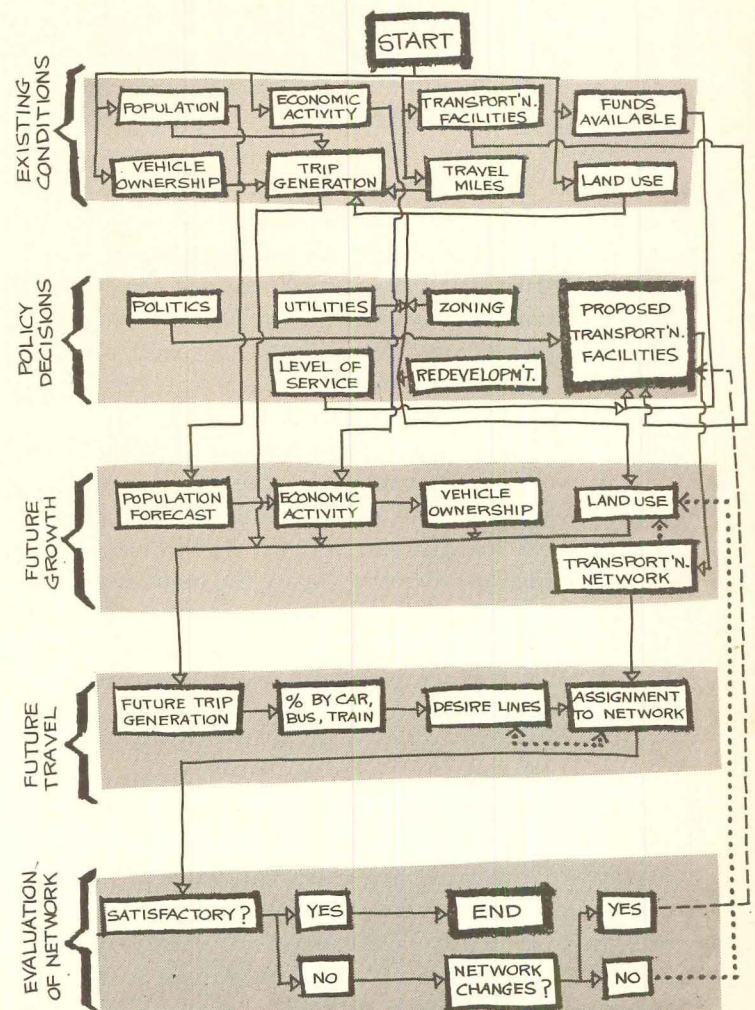 START
EXISTING
CONDITIONS
POPULATION
ECONOMIC
ACTIVITY
TRANSPORT'N.
FACILITIES
FUNDS
AVAILABLE
VEHICLE
OWNERSHIP
TRIP
GENERATION
TRAVEL
MILES
LAND USE
POLICY
DECISIONS
POLITICS
UTILITIES
ZONING
PROPOSED
TRANSPORT'N.
FACILITIES
LEVEL OF
SERVICE
REDEVELOPM'T.
FUTURE
GROWTH
POPULATION
FORECAST
ECONOMIC
ACTIVITY
VEHICLE
OWNERSHIP
LAND USE
TRANSPORT'N.
NETWORK
FUTURE
TRAVEL
FUTURE TRIP
GENERATION
% BY CAR,
BUS, TRAIN
DESIRE LINES
ASSIGNMENT
TO NETWORK
EVALUATION
OF NETWORK
SATISFACTORY?
YES
END
YES
NO
NETWORK
CHANGES?
NO